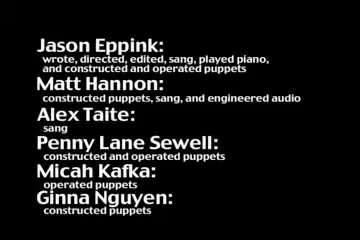 Jason Eppink:
wrote, directed, edited, sang, played piano,
and constructed and operated puppets
Matt Hannon:
constructed puppets, sang, and engineered audio
Alex Taite:
sang
Penny Lane Sewell:
constructed and operated puppets
Micah Kafka:
operated puppets
Ginna Nguyen:
constructed puppets